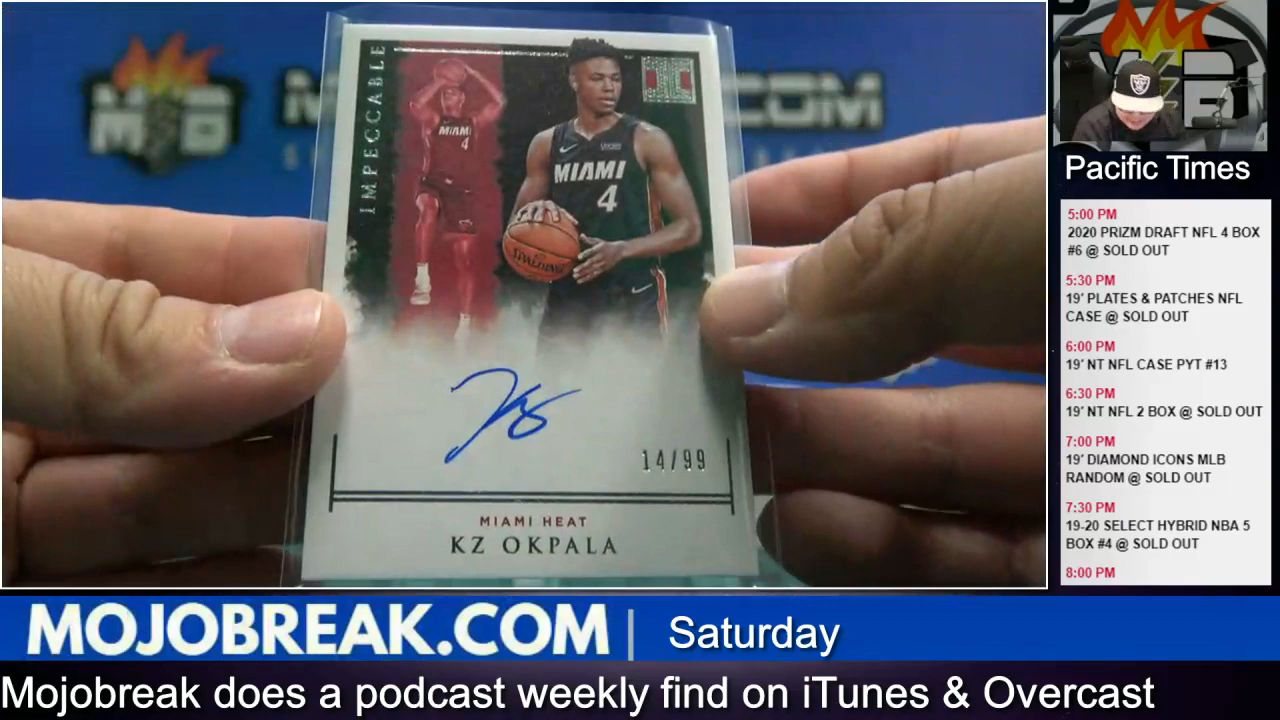 IMPECCABLE
MIAMI
4
MIAMI
4
SPALDING
14/99
MIAMI HEAT
KZ OKPALA
.COM
Pacific Times
5:00 PM
2020 PRIZM DRAFT NFL 4 BOX
#6 @ SOLD OUT
5:30 PM
19' PLATES & PATCHES NFL
CASE @ SOLD OUT
6:00 PM
19' NT NFL CASE PYT #13
6:30 PM
19' NT NFL 2 BOX @ SOLD OUT
7:00 PM
19' DIAMOND ICONS MLB
RANDOM @ SOLD OUT
7:30 PM
19-20 SELECT HYBRID NBA 5
BOX #4 @ SOLD OUT
8:00 PM
MOJOBREAK.COM | Saturday
Mojobreak does a podcast weekly find on iTunes & Overcast